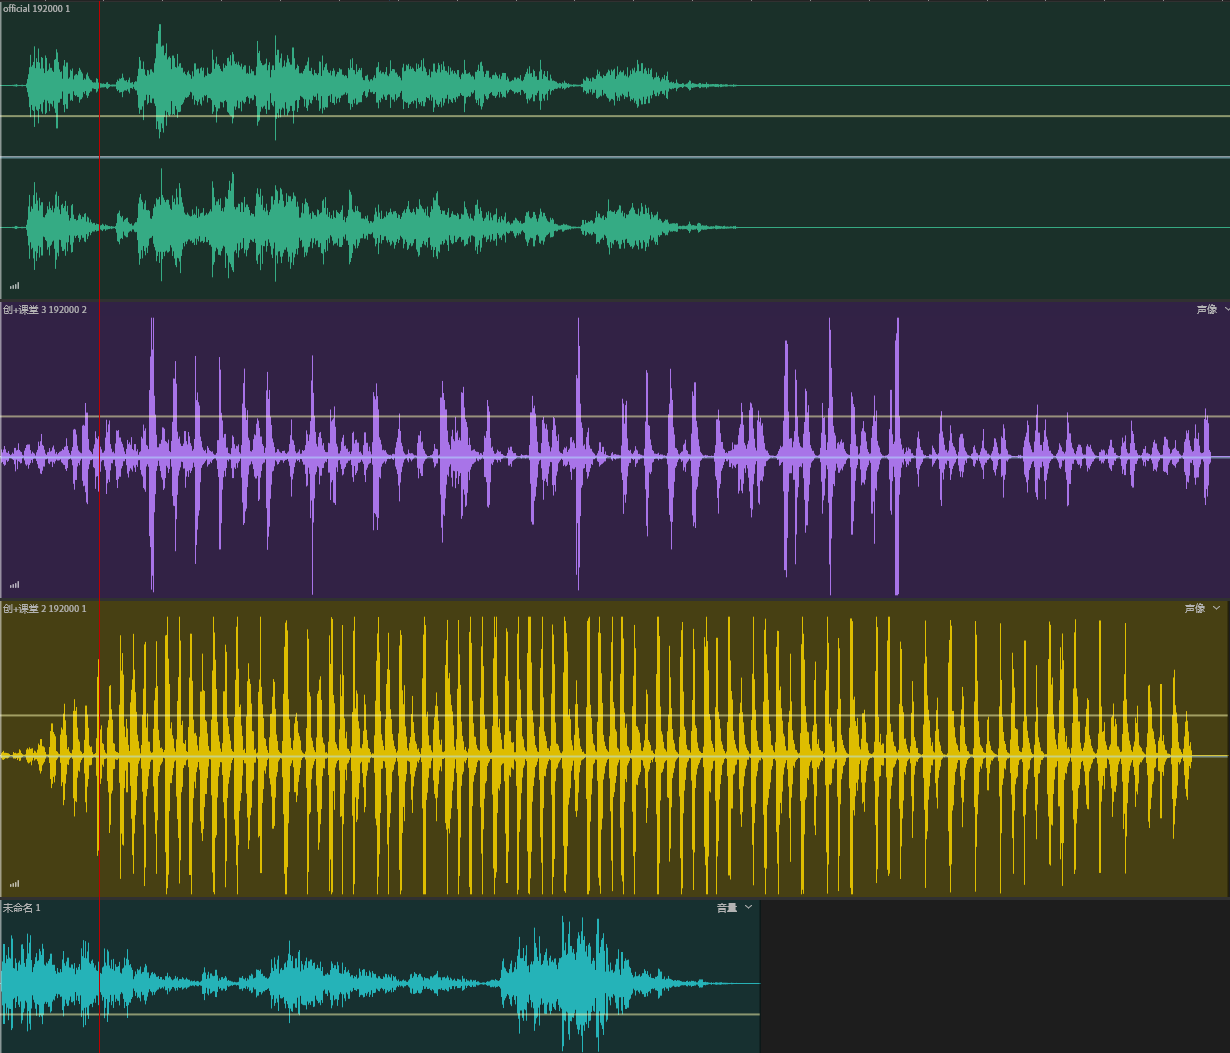 official 192000 1
创+课堂 3 192000 2
声像
创+课堂 2 192000 1
声像
未命名 1
音量